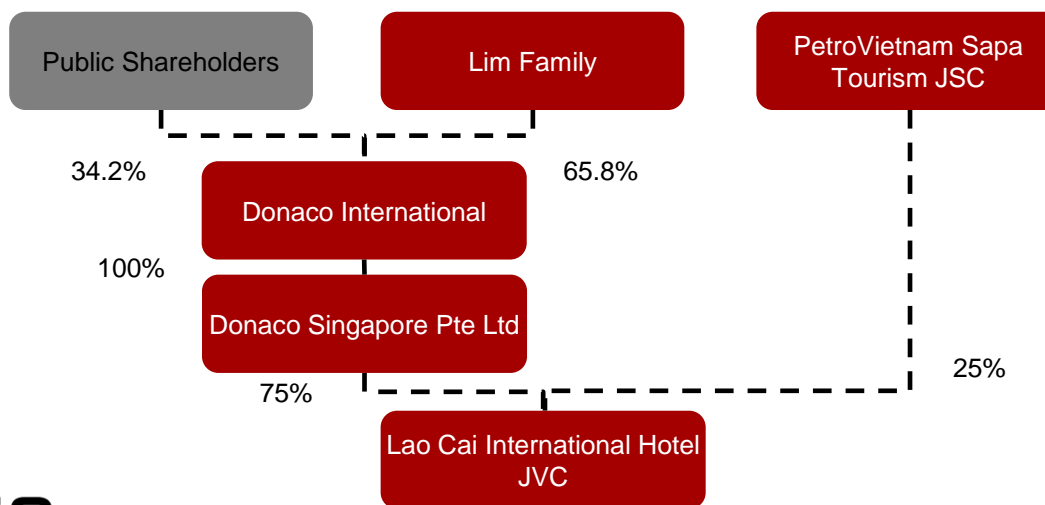 Public Shareholders
Lim Family
PetroVietnam Sapa
Tourism JSC
34.2%
65.8%
Donaco International
100%
Donaco Singapore Pte Ltd
75%
25%
Lao Cai International Hotel
JVC